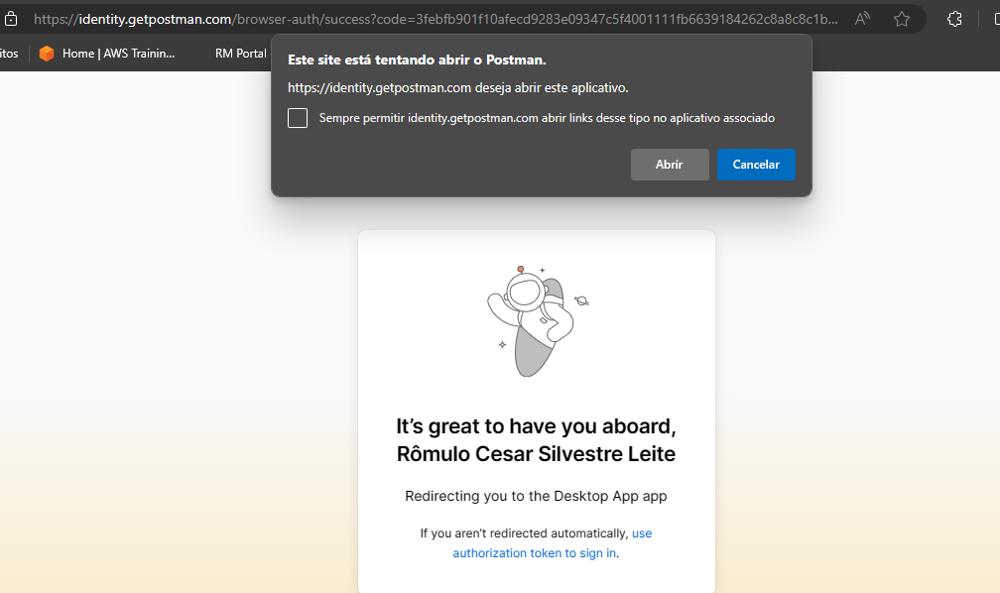 https://identity.getpostman.com/browser-auth/success?code=3febfb901f10afecd9283e09347c5f4001111fb6639184262c8a8c8c1b...
itos
Home | AWS Trainin...
RM Portal
Este site está tentando abrir o Postman.
https://identity.getpostman.com deseja abrir este aplicativo.
Sempre permitir identity.getpostman.com abrir links desse tipo no aplicativo associado
Abrir
Cancelar
It’s great to have you aboard,
Rômulo Cesar Silvestre Leite
Redirecting you to the Desktop App app
If you aren’t redirected automatically, use
authorization token to sign in.